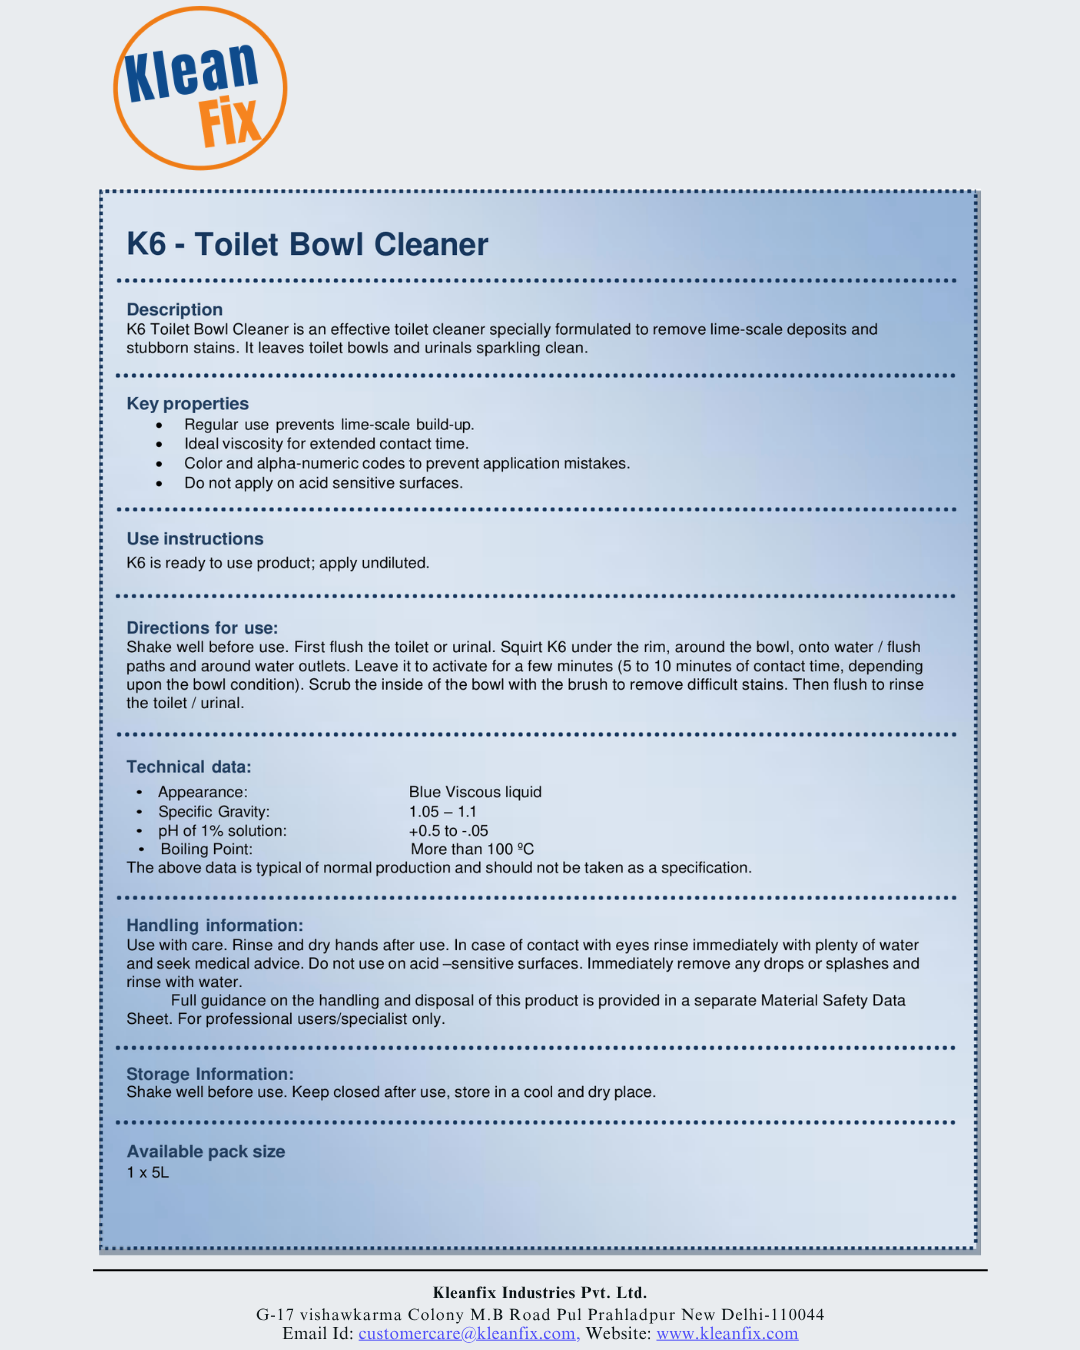 Klean
Fix
K6 - Toilet Bowl Cleaner
Description
K6 Toilet Bowl Cleaner is an effective toilet cleaner specially formulated to remove lime-scale deposits and
stubborn stains. It leaves toilet bowls and urinals sparkling clean.
Key properties
• Regular use prevents lime-scale build-up.
• Ideal viscosity for extended contact time.
• Color and alpha-numeric codes to prevent application mistakes.
• Do not apply on acid sensitive surfaces.
Use instructions
K6 is ready to use product; apply undiluted.
Directions for use:
Shake well before use. First flush the toilet or urinal. Squirt K6 under the rim, around the bowl, onto water / flush
paths and around water outlets. Leave it to activate for a few minutes (5 to 10 minutes of contact time, depending
upon the bowl condition). Scrub the inside of the bowl with the brush to remove difficult stains. Then flush to rinse
the toilet / urinal.
Technical data:
• Appearance: Blue Viscous liquid
• Specific Gravity: 1.05 – 1.1
• pH of 1% solution: +0.5 to -.05
• Boiling Point: More than 100 ºC
The above data is typical of normal production and should not be taken as a specification.
Handling information:
Use with care. Rinse and dry hands after use. In case of contact with eyes rinse immediately with plenty of water
and seek medical advice. Do not use on acid –sensitive surfaces. Immediately remove any drops or splashes and
rinse with water.
Full guidance on the handling and disposal of this product is provided in a separate Material Safety Data
Sheet. For professional users/specialist only.
Storage Information:
Shake well before use. Keep closed after use, store in a cool and dry place.
Available pack size
1 x 5L
Kleanfix Industries Pvt. Ltd.
G-17 vishawkarma Colony M.B Road Pul Prahladpur New Delhi-110044
Email Id: customercare@kleanfix.com, Website: www.kleanfix.com